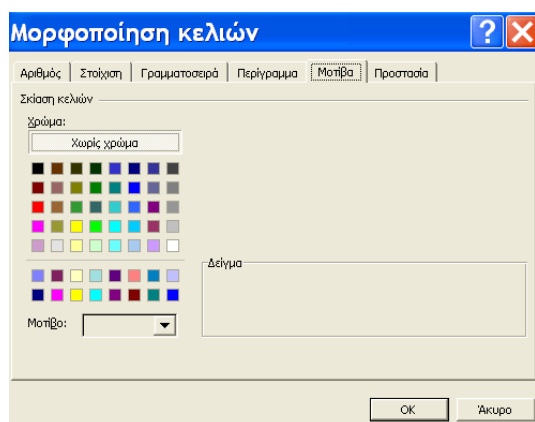 Μορφοποίηση κελιών
Αριθμός Στοίχιση Γραμματοσειρά Περίγραμμα Μοτίβα Προστασία
Σκίαση κελιών
Χρώμα:
Χωρίς χρώμα
Δείγμα
Μοτίβο:
OK Άκυρο